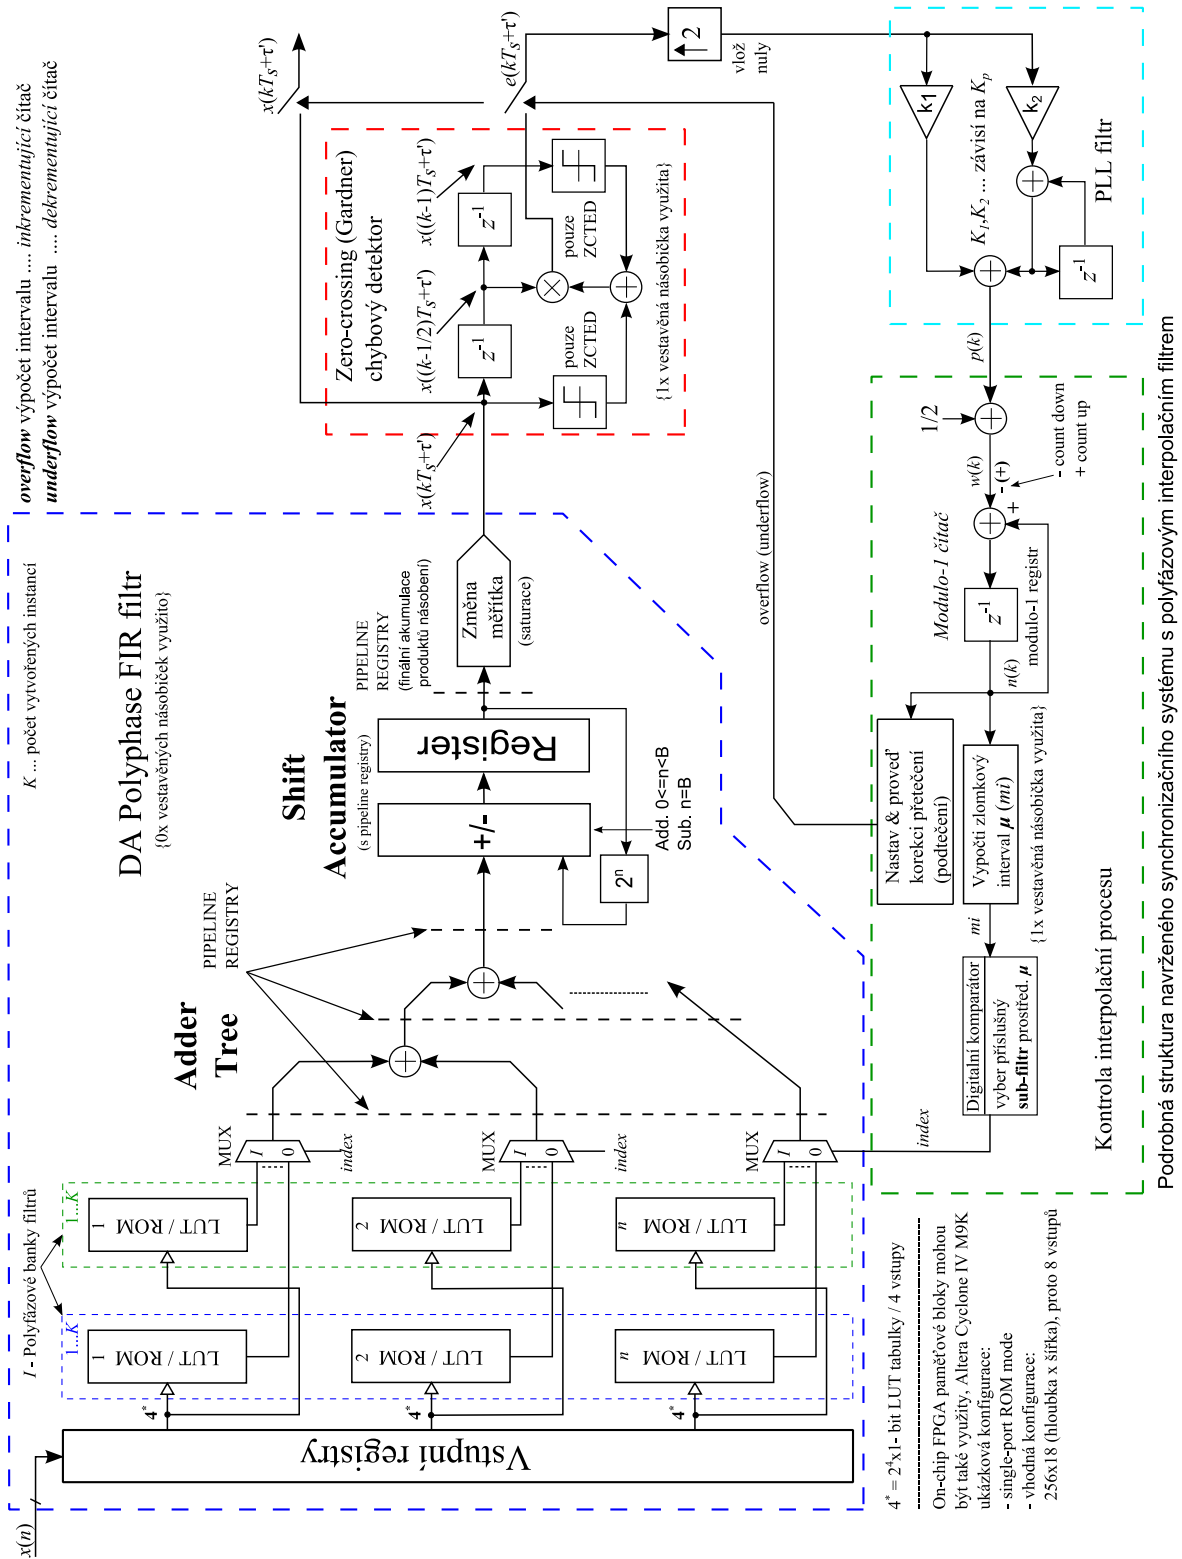 overflow výpočet intervalu .... inkrementující čítač
underflow výpočet intervalu .... dekrementující čítač
K ... počet vytvořených instancí
DA Polyphase FIR filtr
{0x vestavěných násobiček využito}
I - Polyfázové banky filtrů
1...K
1...K
x(n)
Vstupní registry
4*
4*
4*
1
LUT / ROM
2
LUT / ROM
n
LUT / ROM
1
LUT / ROM
2
LUT / ROM
n
LUT / ROM
MUX
I
0
index
MUX
I
0
index
MUX
I
0
index
Adder
Tree
PIPELINE
REGISTRY
Shift
Accumulator
(s pipeline registry)
+/-
Register
2ⁿ
Add. 0<=n<B
Sub. n=B
PIPELINE
REGISTRY
(finální akumulace
produktů násobení)
Změna
měřítka
(saturace)
x(kTS+τ')
Zero-crossing (Gardner)
chybový detektor
x((k-1/2)TS+τ')
x((k-1)TS+τ')
z⁻¹
z⁻¹
pouze
ZCTED
pouze
ZCTED
{1x vestavěná násobička využita}
x(kTS+τ')
e(kTS+τ')
2
vlož
nuly
k1
k2
K1,K2 ... závisí na Kp
z⁻¹
PLL filtr
p(k)
1/2
w(k)
- (+)
+
- count down
+ count up
Modulo-1 čítač
z⁻¹
modulo-1 registr
n(k)
overflow (underflow)
Nastav & proveď
korekci přetečení
(podtečení)
Vypočti zlomkový
interval μ (mi)
{1x vestavěná násobička využita}
mi
Digitalní komparátor
vyber příslušný
sub-filtr prostřed. μ
Kontrola interpolační procesu
4* = 2⁴x1- bit LUT tabulky / 4 vstupy
On-chip FPGA paměťové bloky mohou
být také využity, Altera Cyclone IV M9K
ukázková konfigurace:
- single-port ROM mode
- vhodná konfigurace:
256x18 (hloubka x šířka), proto 8 vstupů
Podrobná struktura navrženého synchronizačního systému s polyfázovým interpolačním filtrem